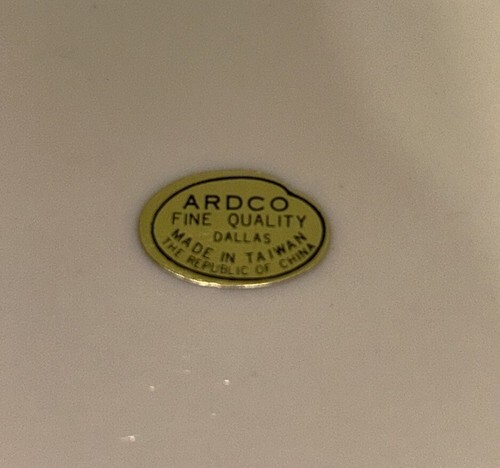 ARDCO
FINE QUALITY
DALLAS
MADE IN TAIWAN
THE REPUBLIC OF CHINA